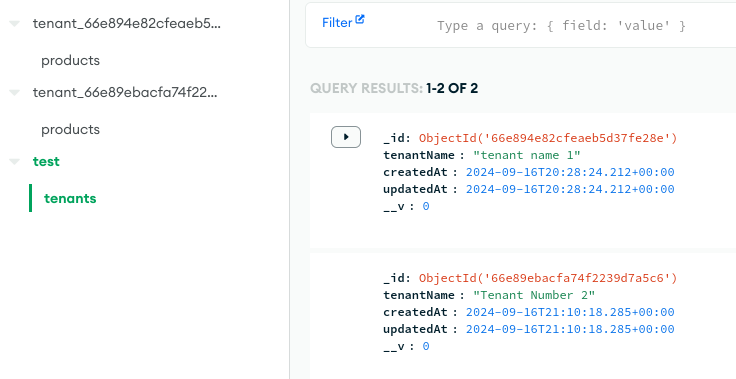 tenant_66e894e82cfeaeb5...
products
tenant_66e89ebacfa74f22...
products
test
tenants
Filter
Type a query: { field: 'value' }
QUERY RESULTS: 1-2 OF 2
_id: ObjectId('66e894e82cfeaeb5d37fe28e')
tenantName : "tenant name 1"
createdAt : 2024-09-16T20:28:24.212+00:00
updatedAt : 2024-09-16T20:28:24.212+00:00
__v : 0
_id: ObjectId('66e89ebacfa74f2239d7a5c6')
tenantName : "Tenant Number 2"
createdAt : 2024-09-16T21:10:18.285+00:00
updatedAt : 2024-09-16T21:10:18.285+00:00
__v : 0